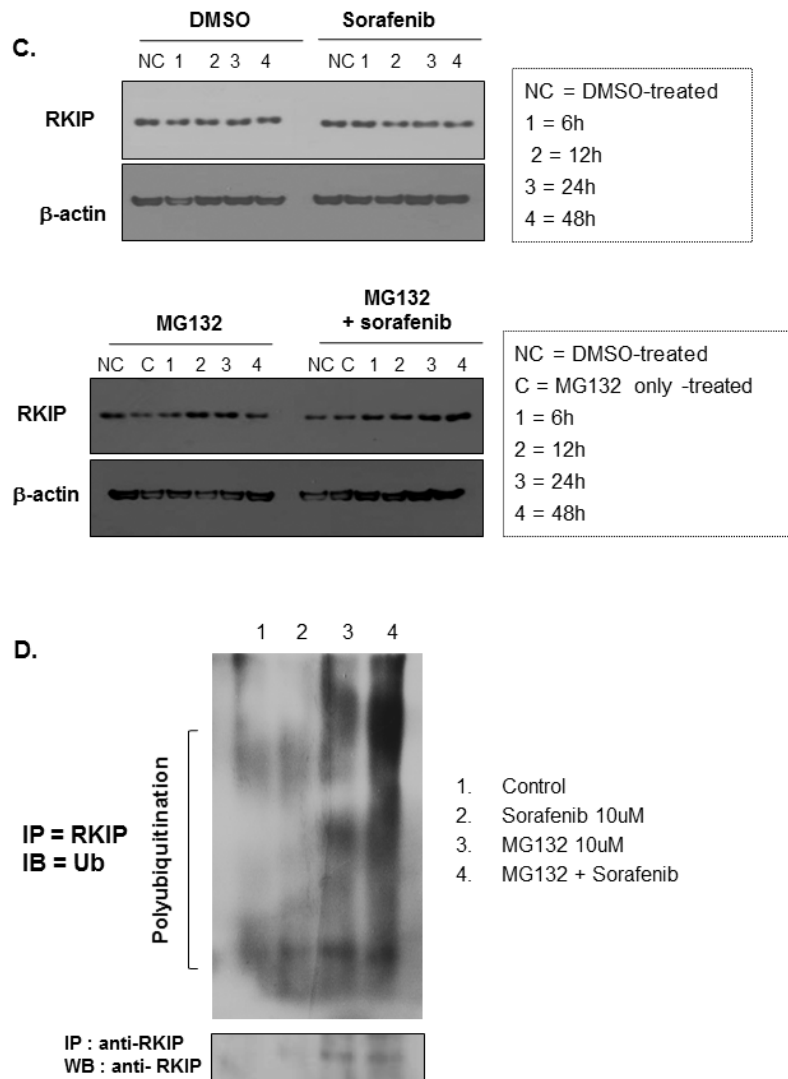 C.
DMSO
Sorafenib
NC 1 2 3 4
NC 1 2 3 4
RKIP
β-actin
NC = DMSO-treated
1 = 6h
2 = 12h
3 = 24h
4 = 48h
MG132
MG132
+ sorafenib
NC C 1 2 3 4
NC C 1 2 3 4
RKIP
β-actin
NC = DMSO-treated
C = MG132 only -treated
1 = 6h
2 = 12h
3 = 24h
4 = 48h
D.
1 2 3 4
IP = RKIP
IB = Ub
Polyubiquitination
1. Control
2. Sorafenib 10uM
3. MG132 10uM
4. MG132 + Sorafenib
IP : anti-RKIP
WB : anti- RKIP